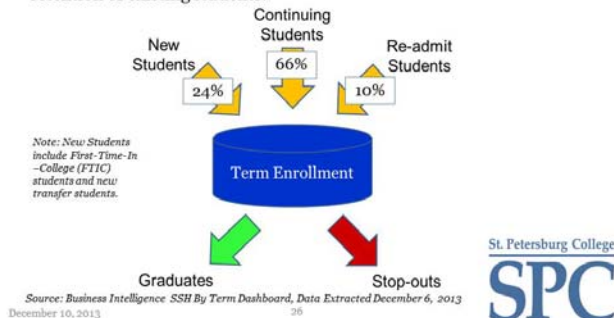 Continuing
Students
New
Students
Re-admit
Students
66%
24%
10%
Note: New Students
include First-Time-In
–College (FTIC)
students and new
transfer students.
Term Enrollment
Graduates
Stop-outs
St. Petersburg College
SPC
Source: Business Intelligence SSH By Term Dashboard, Data Extracted December 6, 2013
December 10, 2013
26